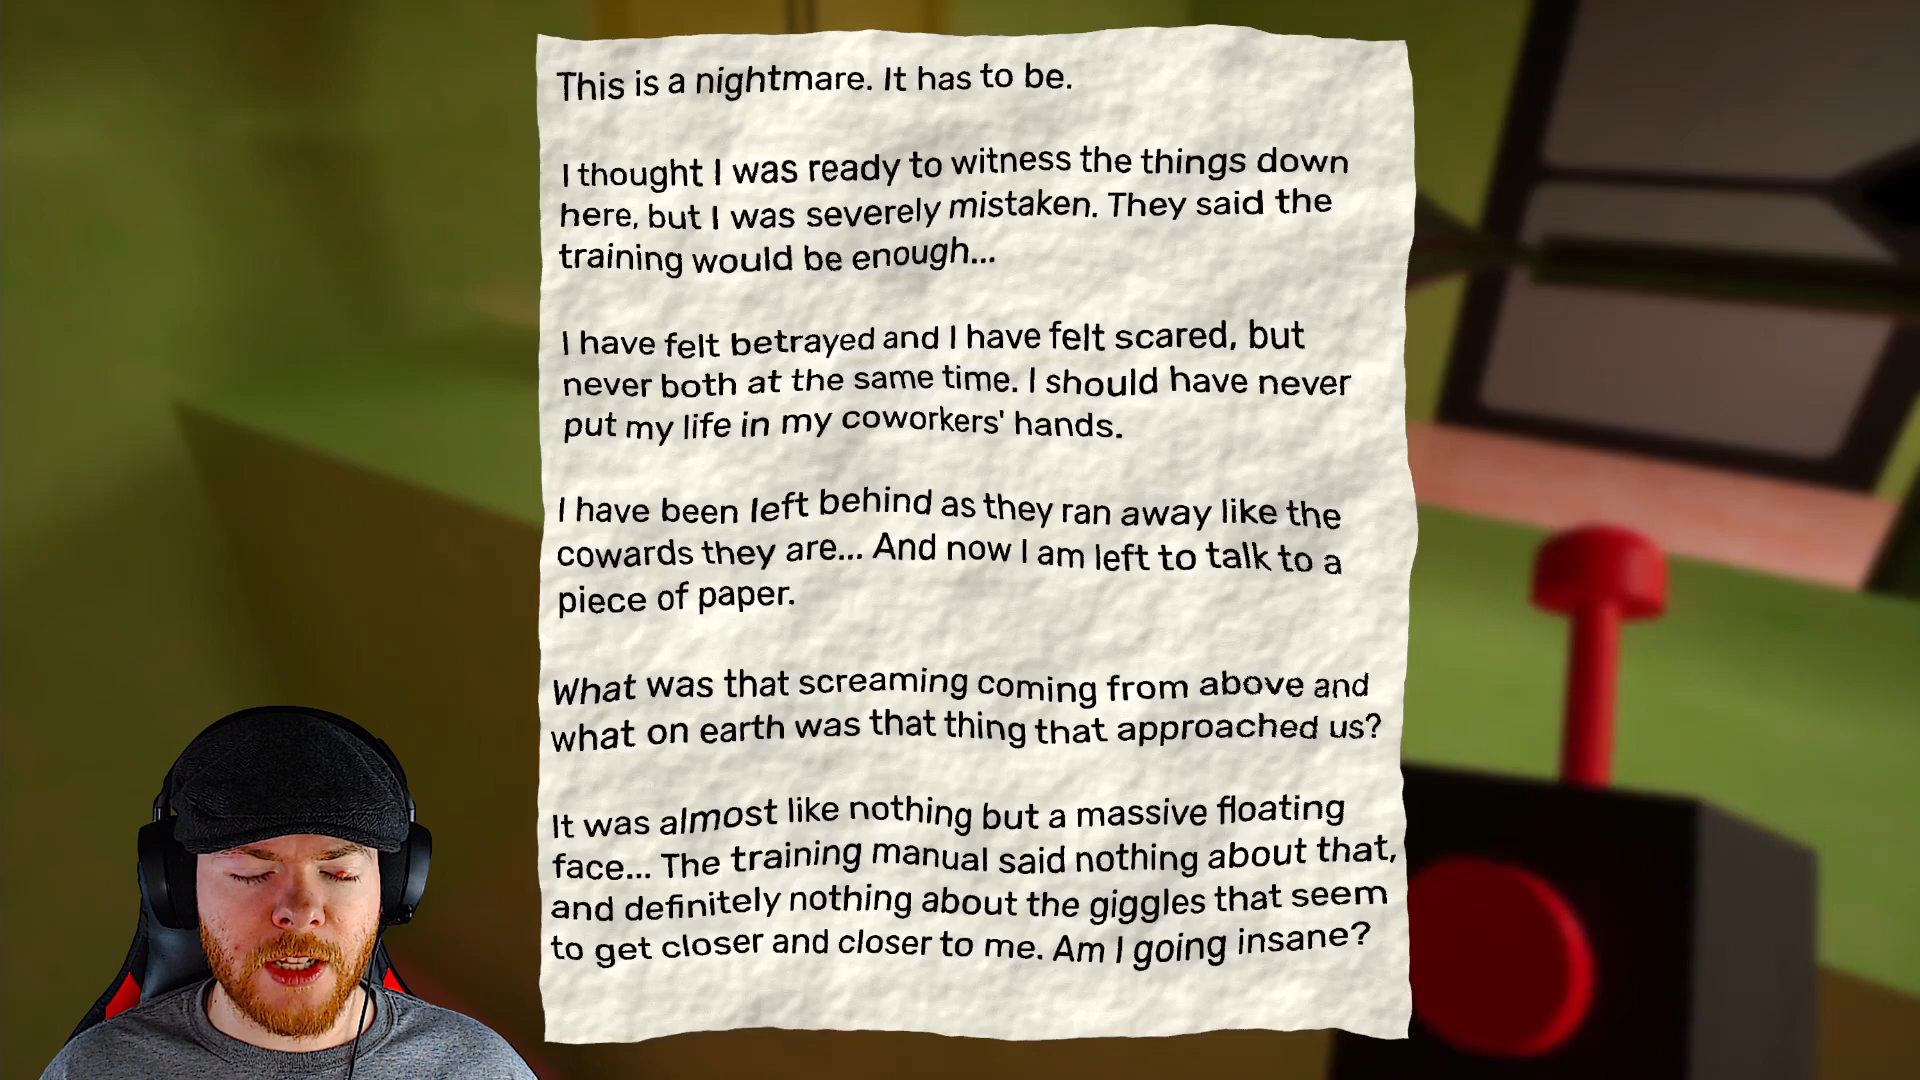 This is a nightmare. It has to be.
I thought I was ready to witness the things down
here, but I was severely mistaken. They said the
training would be enough...
I have felt betrayed and I have felt scared, but
never both at the same time. I should have never
put my life in my coworkers' hands.
I have been left behind as they ran away like the
cowards they are... And now I am left to talk to a
piece of paper.
What was that screaming coming from above and
what on earth was that thing that approached us?
It was almost like nothing but a massive floating
face... The training manual said nothing about that,
and definitely nothing about the giggles that seem
to get closer and closer to me. Am I going insane?